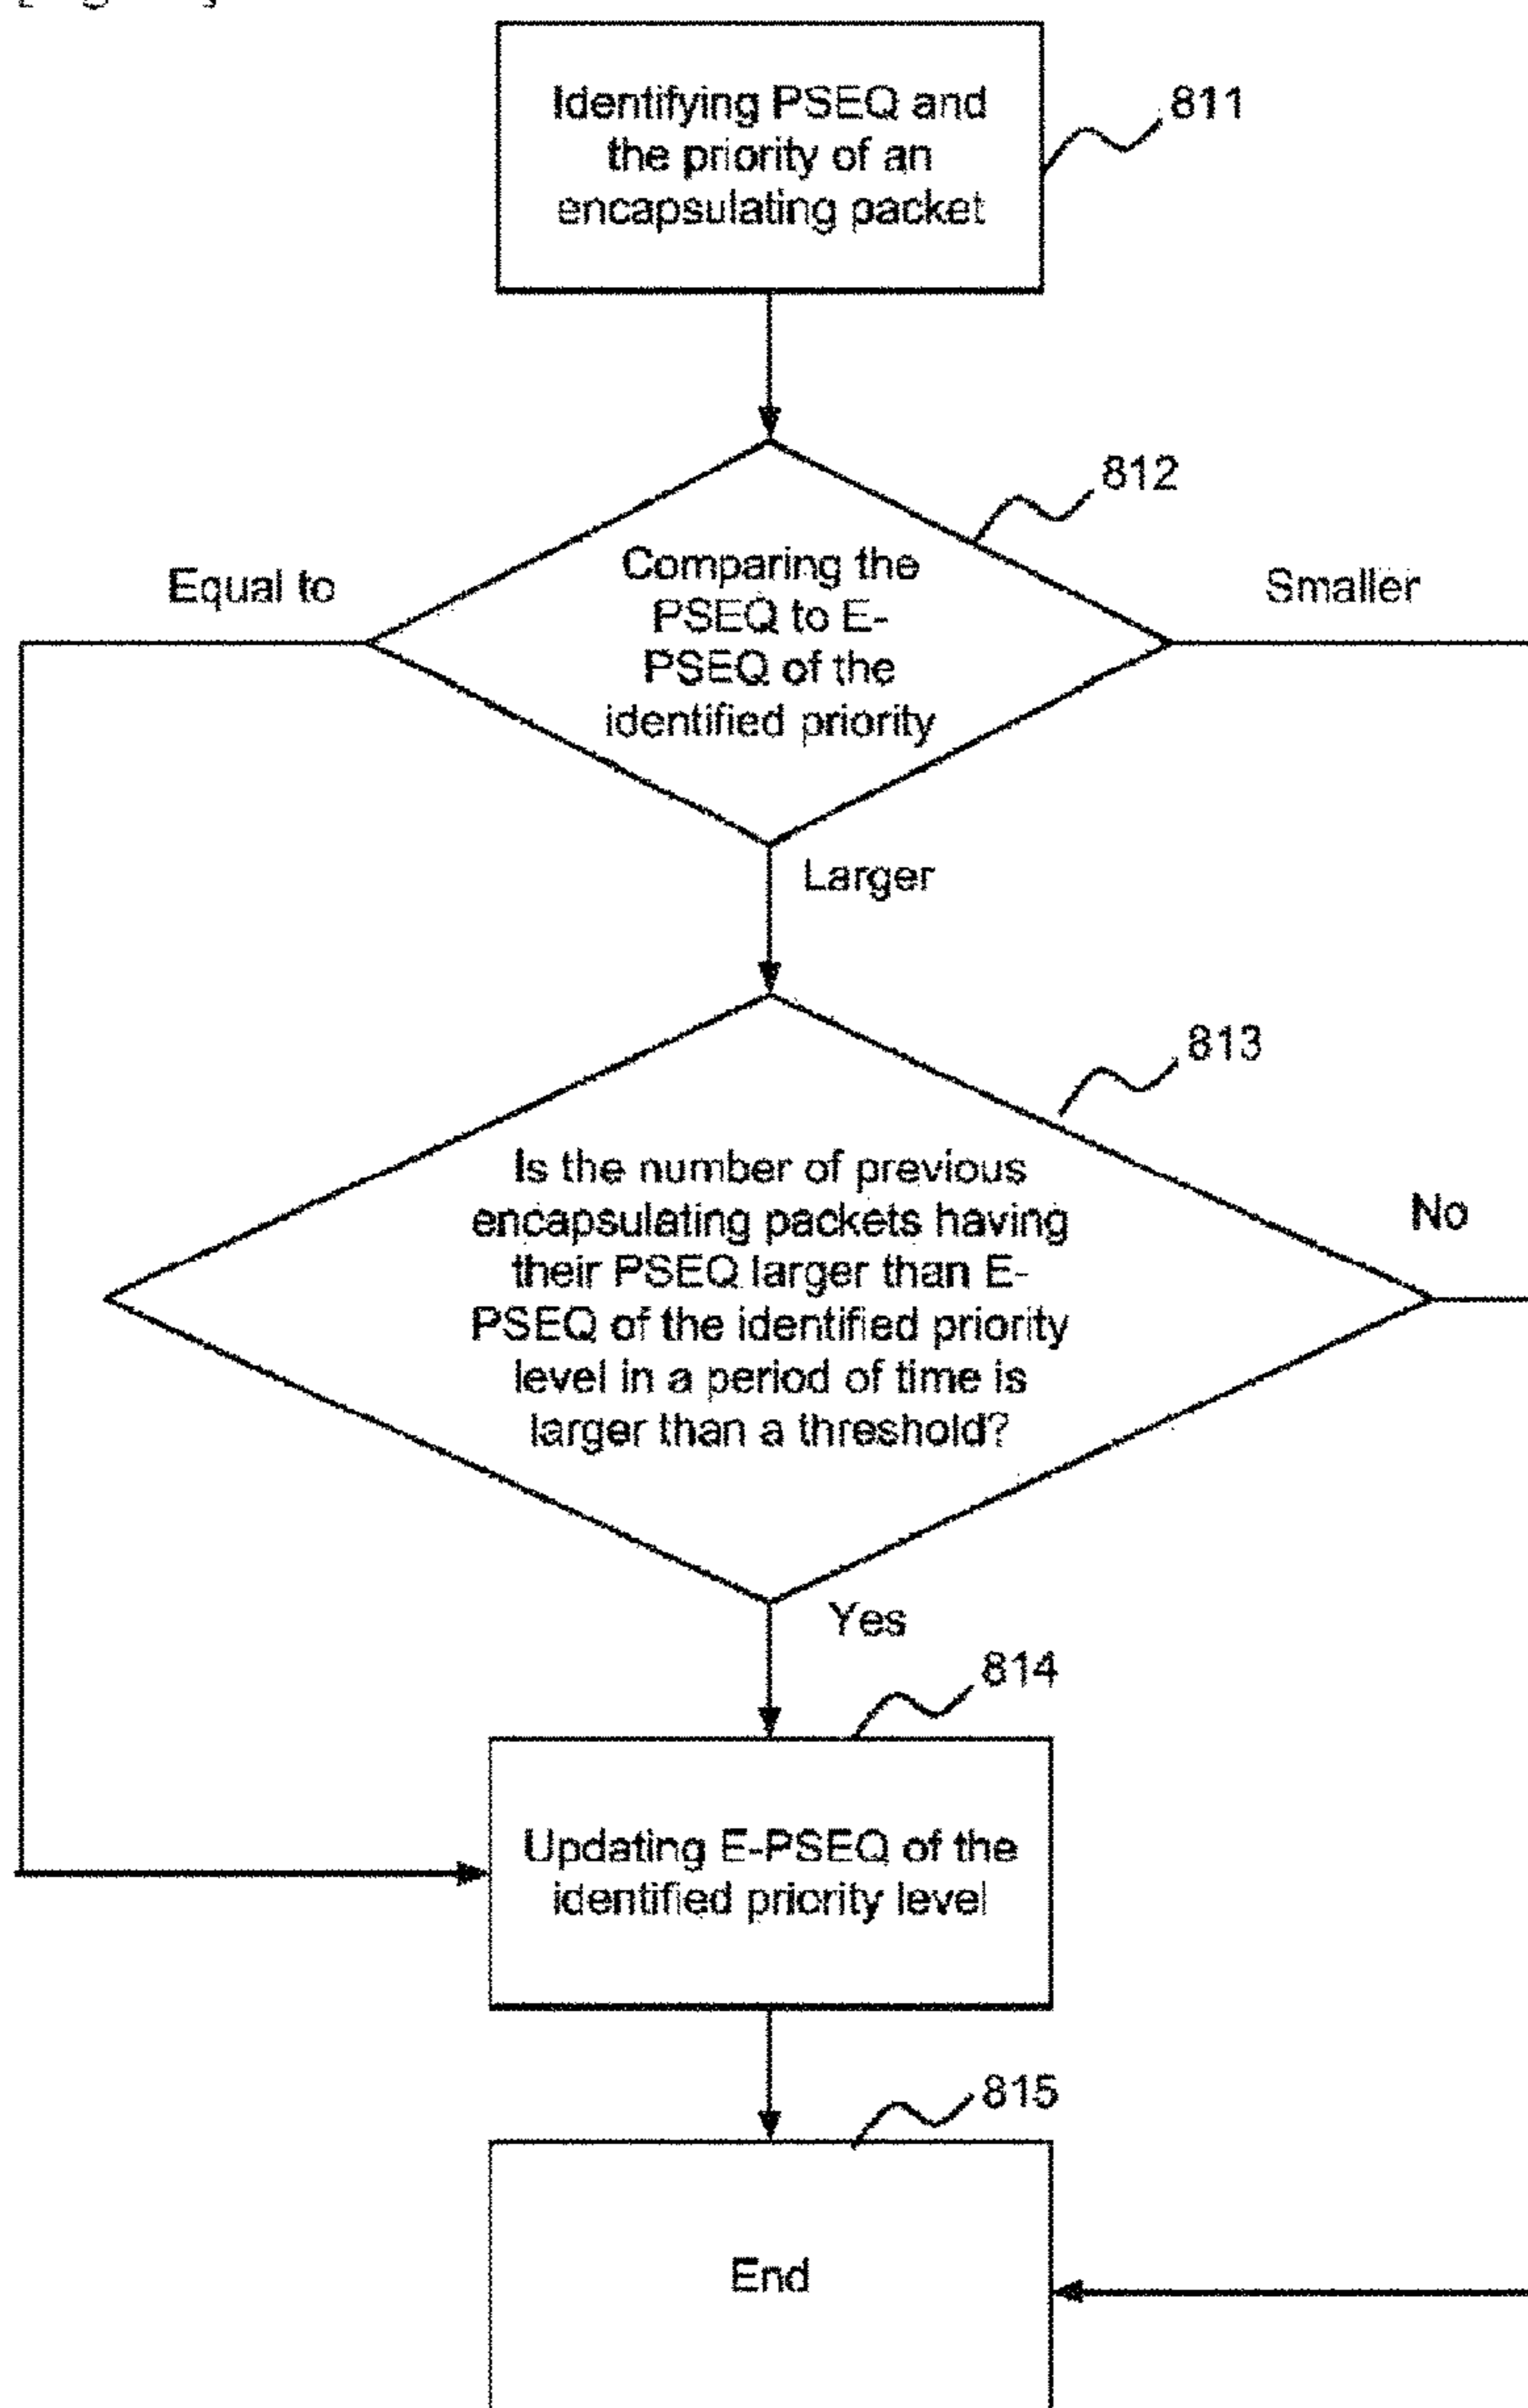 Identifying PSEQ and
the priority of an
encapsulating packet
811
812
Comparing the
PSEQ to E-
PSEQ of the
identified priority
Equal to
Smaller
Larger
813
Is the number of previous
encapsulating packets having
their PSEQ larger than E-
PSEQ of the identified priority
level in a period of time is
larger than a threshold?
No
Yes
814
Updating E-PSEQ of the
identified priority level
815
End